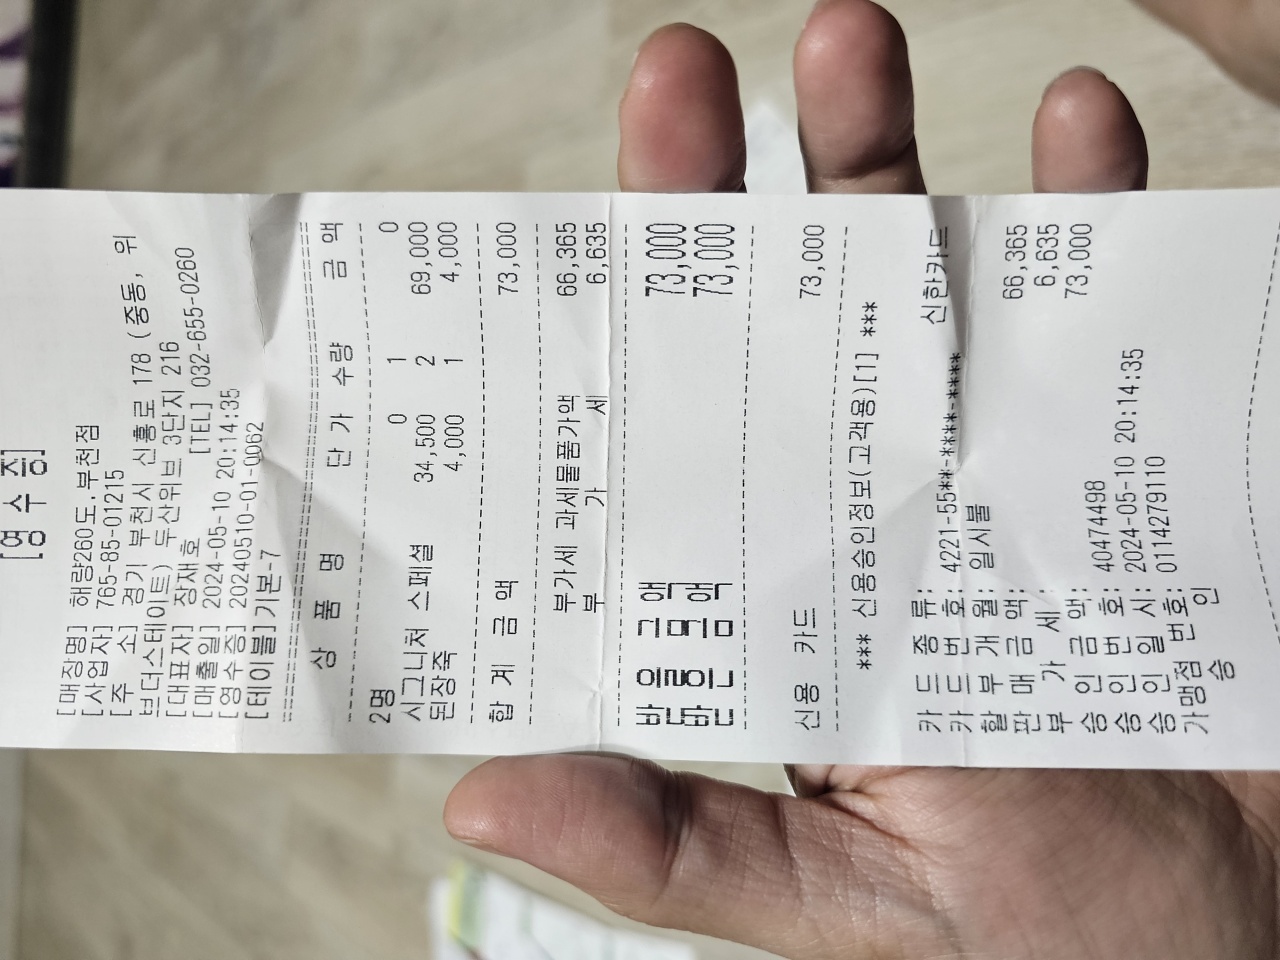 [영 수 증]
[매장명] 해량260도.부천점
[사업자] 765-85-01215
[주 소] 경기 부천시 신흥로 178 (중동, 위
브더스테이트) 두산위브 3단지 216
[대표자] 장재호 [TEL] 032-655-0260
[매출일] 2024-05-10 20:14:35
[영수증] 20240510-01-0062
[테이블] 기본-7
상 품 명 단 가 수량 금 액
2명 0 1 0
시그니처 스페셜 34,500 2 69,000
된장죽 4,000 1 4,000
합 계 금 액 73,000
부가세 과세물품가액 66,365
부 가 세 6,635
받을금액 73,000
받은금액 73,000
신용 카드 73,000
*** 신용승인정보(고객용)[1] ***
카 드 종 류: 신한카드
카 드 번 호: 4221-55**-****-****
할 부 개 월: 일시불
판 매 금 액: 66,365
부 가 세 : 6,635
승 인 금 액: 73,000
승 인 번 호: 40474498
승 인 일 시: 2024-05-10 20:14:35
가 맹 점 번 호: 0114279110
승 인